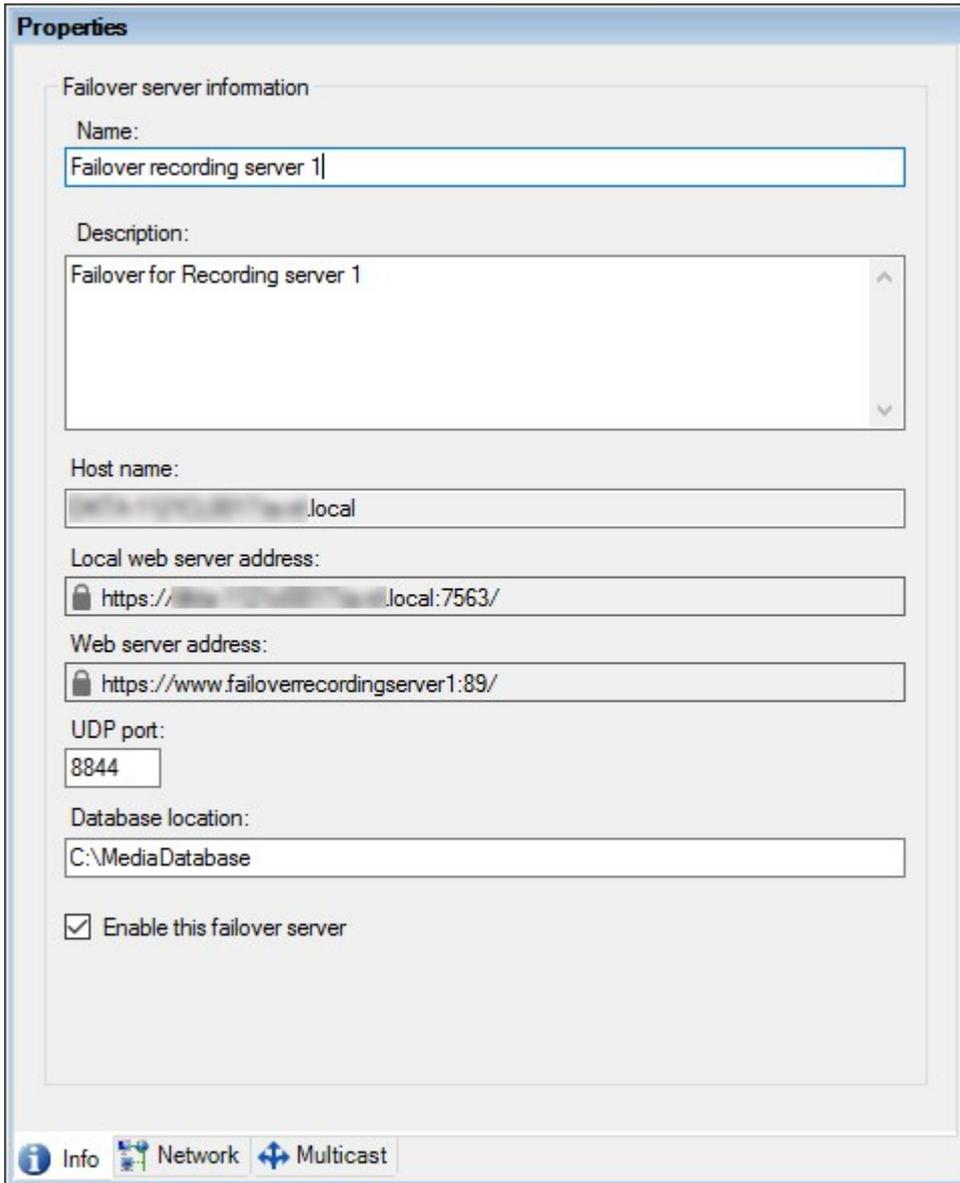 Properties
Failover server information
Name:
Failover recording server 1
Description:
Failover for Recording server 1
Host name:
.local
Local web server address:
https:// .local:7563/
Web server address:
https://www.failoverrecordingserver1:89/
UDP port:
8844
Database location:
C:\MediaDatabase
Enable this failover server
Info Network Multicast